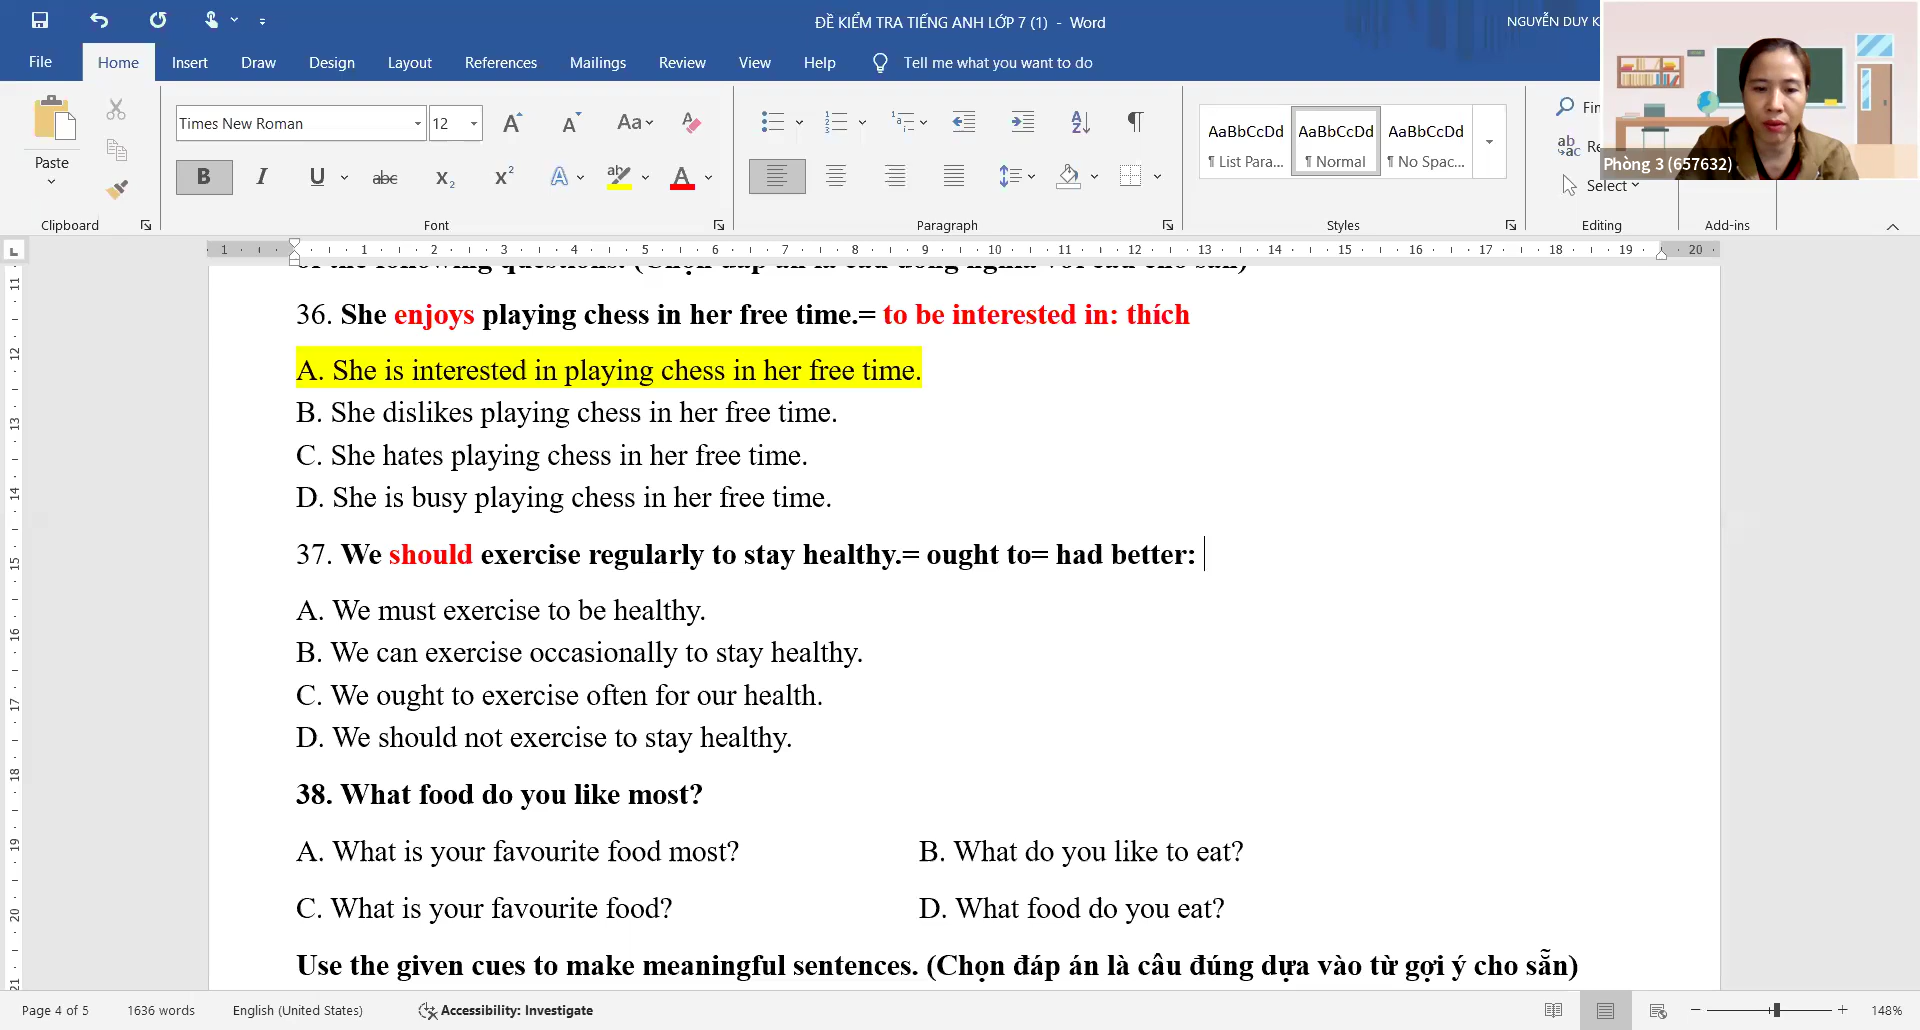 ĐỀ KIỂM TRA TIẾNG ANH LỚP 7 (1) - Word
NGUYỄN DUY K
File Home Insert Draw Design Layout References Mailings Review View Help Tell me what you want to do
Times New Roman 12 Aa
AaBbCcDd AaBbCcDd AaBbCcDd
Paste
¶ List Para... ¶ Normal ¶ No Spac...
Select
Phòng 3 (657632)
Clipboard Font Paragraph Styles Editing Add-ins
36. She enjoys playing chess in her free time.= to be interested in: thích
A. She is interested in playing chess in her free time.
B. She dislikes playing chess in her free time.
C. She hates playing chess in her free time.
D. She is busy playing chess in her free time.
37. We should exercise regularly to stay healthy.= ought to= had better:
A. We must exercise to be healthy.
B. We can exercise occasionally to stay healthy.
C. We ought to exercise often for our health.
D. We should not exercise to stay healthy.
38. What food do you like most?
A. What is your favourite food most? B. What do you like to eat?
C. What is your favourite food? D. What food do you eat?
Use the given cues to make meaningful sentences. (Chọn đáp án là câu đúng dựa vào từ gợi ý cho sẵn)
Page 4 of 5 1636 words English (United States) Accessibility: Investigate 148%